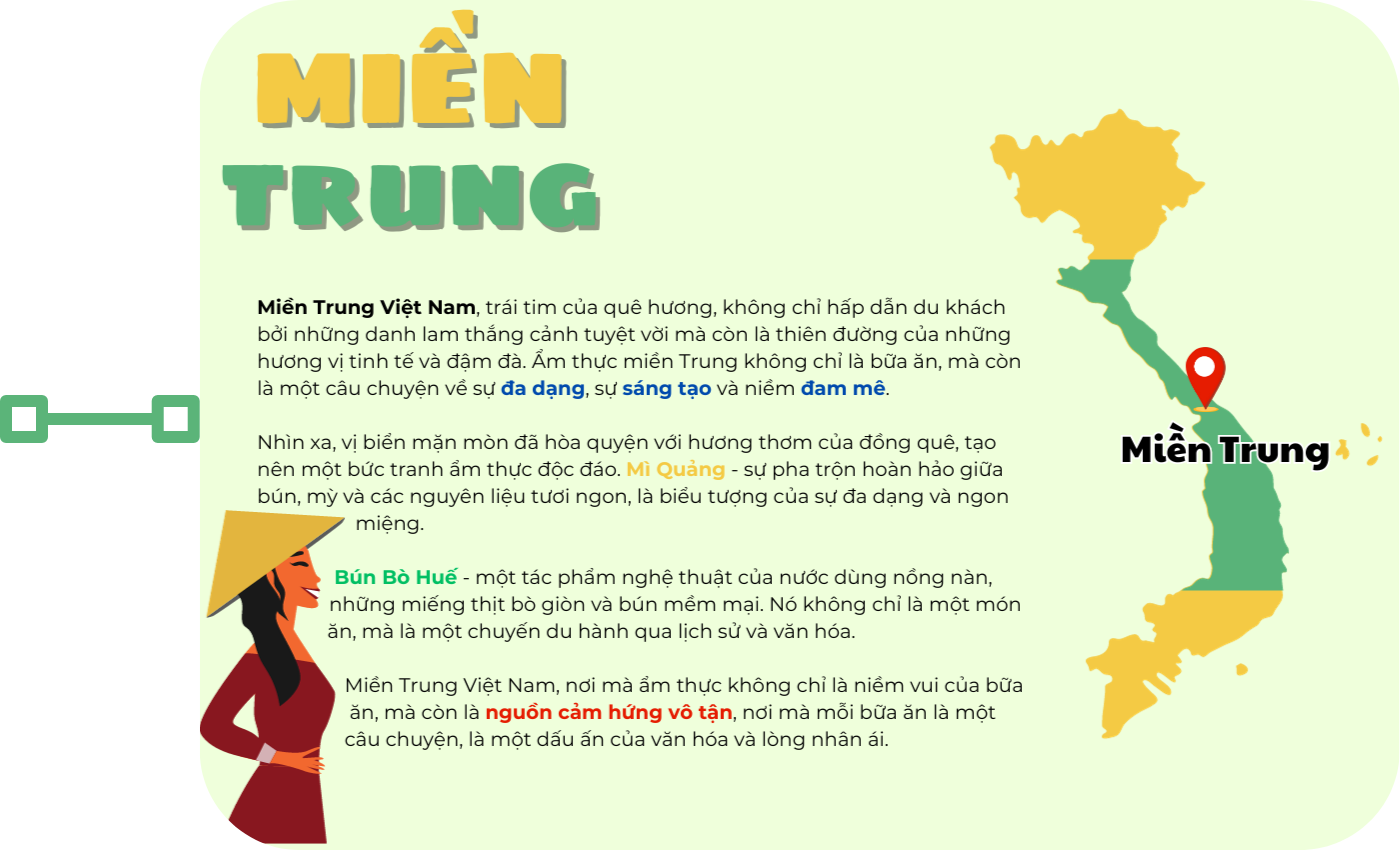 MIỀN
TRUNG
Miền Trung Việt Nam, trái tim của quê hương, không chỉ hấp dẫn du khách
bởi những danh lam thắng cảnh tuyệt vời mà còn là thiên đường của những
hương vị tinh tế và đậm đà. Ẩm thực miền Trung không chỉ là bữa ăn, mà còn
là một câu chuyện về sự đa dạng, sự sáng tạo và niềm đam mê.
Nhìn xa, vị biển mặn mòn đã hòa quyện với hương thơm của đồng quê, tạo
nên một bức tranh ẩm thực độc đáo. Mì Quảng - sự pha trộn hoàn hảo giữa
bún, mỳ và các nguyên liệu tươi ngon, là biểu tượng của sự đa dạng và ngon
miệng.
Bún Bò Huế - một tác phẩm nghệ thuật của nước dùng nồng nàn,
những miếng thịt bò giòn và bún mềm mại. Nó không chỉ là một món
ăn, mà là một chuyến du hành qua lịch sử và văn hóa.
Miền Trung Việt Nam, nơi mà ẩm thực không chỉ là niềm vui của bữa
ăn, mà còn là nguồn cảm hứng vô tận, nơi mà mỗi bữa ăn là một
câu chuyện, là một dấu ấn của văn hóa và lòng nhân ái.
Miền Trung